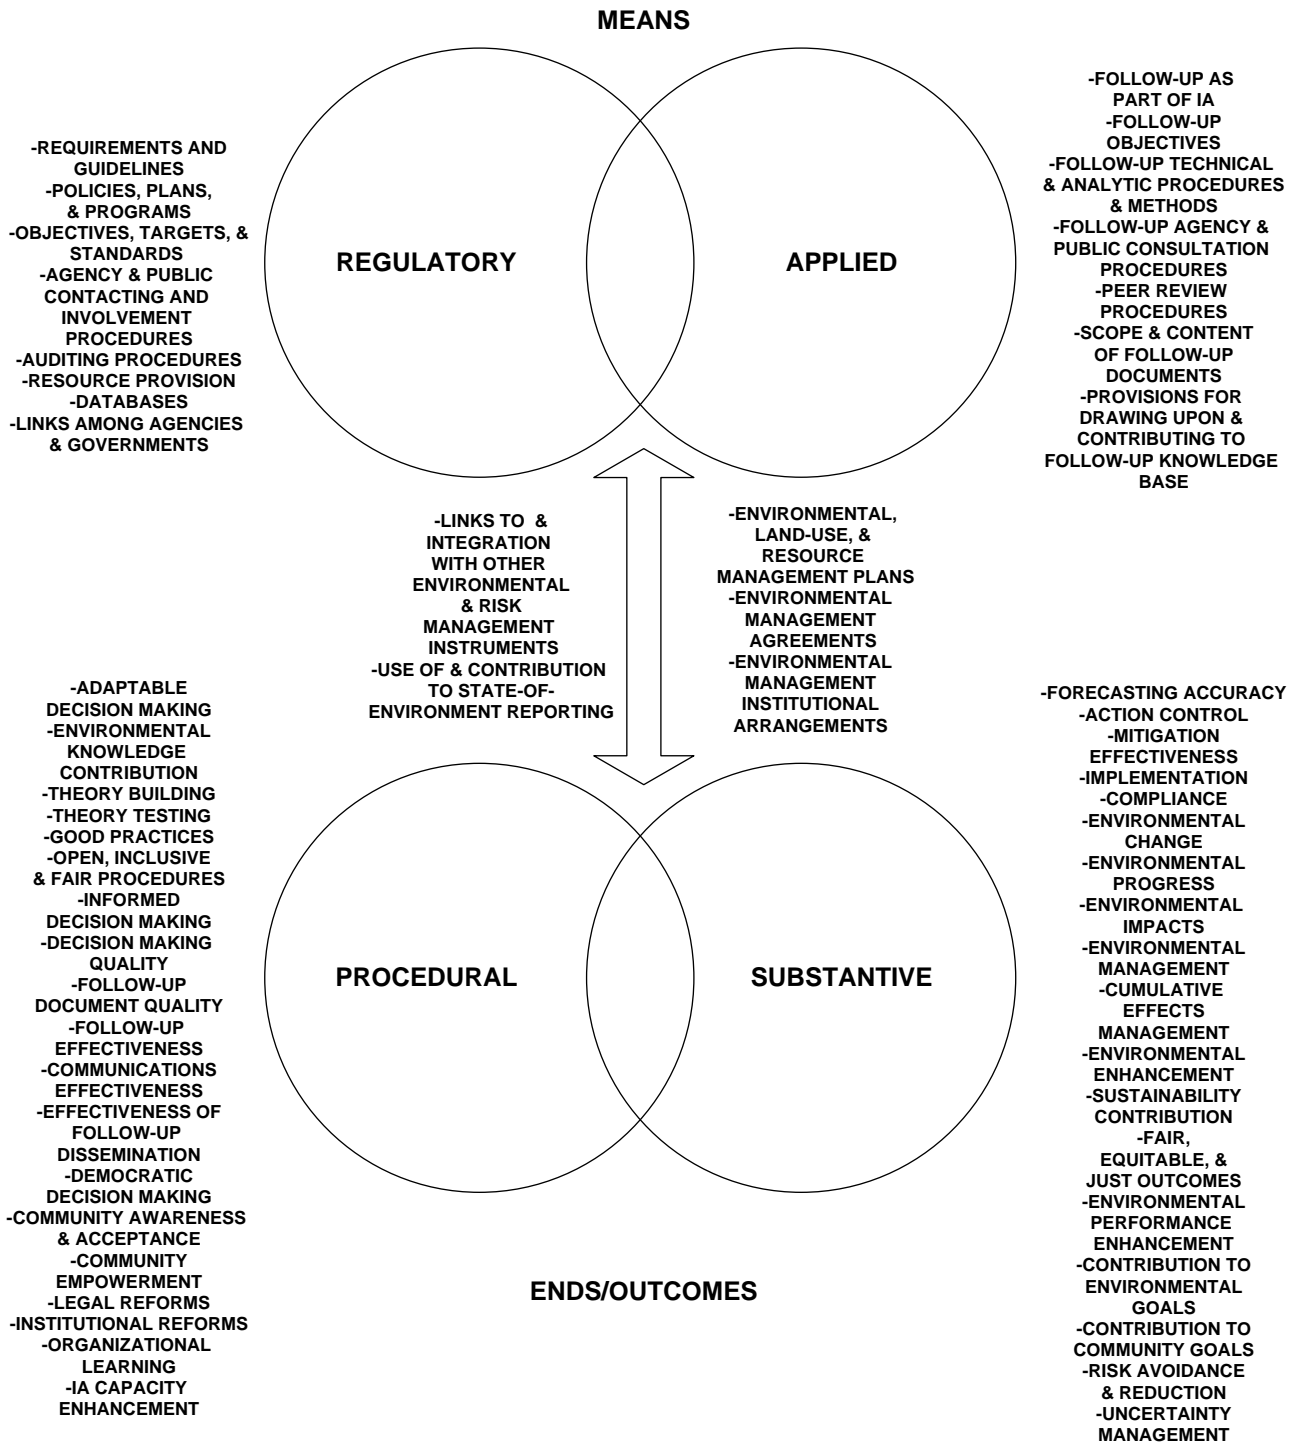 MEANS
-REQUIREMENTS AND
GUIDELINES
-POLICIES, PLANS,
& PROGRAMS
-OBJECTIVES, TARGETS, &
STANDARDS
-AGENCY & PUBLIC
CONTACTING AND
INVOLVEMENT
PROCEDURES
-AUDITING PROCEDURES
-RESOURCE PROVISION
-DATABASES
-LINKS AMONG AGENCIES
& GOVERNMENTS
REGULATORY
APPLIED
-FOLLOW-UP AS
PART OF IA
-FOLLOW-UP
OBJECTIVES
-FOLLOW-UP TECHNICAL
& ANALYTIC PROCEDURES
& METHODS
-FOLLOW-UP AGENCY &
PUBLIC CONSULTATION
PROCEDURES
-PEER REVIEW
PROCEDURES
-SCOPE & CONTENT
OF FOLLOW-UP
DOCUMENTS
-PROVISIONS FOR
DRAWING UPON &
CONTRIBUTING TO
FOLLOW-UP KNOWLEDGE
BASE
-LINKS TO &
INTEGRATION
WITH OTHER
ENVIRONMENTAL
& RISK
MANAGEMENT
INSTRUMENTS
-USE OF & CONTRIBUTION
TO STATE-OF-
ENVIRONMENT REPORTING
-ENVIRONMENTAL,
LAND-USE, &
RESOURCE
MANAGEMENT PLANS
-ENVIRONMENTAL
MANAGEMENT
AGREEMENTS
-ENVIRONMENTAL
MANAGEMENT
INSTITUTIONAL
ARRANGEMENTS
-ADAPTABLE
DECISION MAKING
-ENVIRONMENTAL
KNOWLEDGE
CONTRIBUTION
-THEORY BUILDING
-THEORY TESTING
-GOOD PRACTICES
-OPEN, INCLUSIVE
& FAIR PROCEDURES
-INFORMED
DECISION MAKING
-DECISION MAKING
QUALITY
-FOLLOW-UP
DOCUMENT QUALITY
-FOLLOW-UP
EFFECTIVENESS
-COMMUNICATIONS
EFFECTIVENESS
-EFFECTIVENESS OF
FOLLOW-UP
DISSEMINATION
-DEMOCRATIC
DECISION MAKING
-COMMUNITY AWARENESS
& ACCEPTANCE
-COMMUNITY
EMPOWERMENT
-LEGAL REFORMS
-INSTITUTIONAL REFORMS
-ORGANIZATIONAL
LEARNING
-IA CAPACITY
ENHANCEMENT
PROCEDURAL
SUBSTANTIVE
-FORECASTING ACCURACY
-ACTION CONTROL
-MITIGATION
EFFECTIVENESS
-IMPLEMENTATION
-COMPLIANCE
-ENVIRONMENTAL
CHANGE
-ENVIRONMENTAL
PROGRESS
-ENVIRONMENTAL
IMPACTS
-ENVIRONMENTAL
MANAGEMENT
-CUMULATIVE
EFFECTS
MANAGEMENT
-ENVIRONMENTAL
ENHANCEMENT
-SUSTAINABILITY
CONTRIBUTION
-FAIR,
EQUITABLE, &
JUST OUTCOMES
-ENVIRONMENTAL
PERFORMANCE
ENHANCEMENT
-CONTRIBUTION TO
ENVIRONMENTAL
GOALS
-CONTRIBUTION TO
COMMUNITY GOALS
-RISK AVOIDANCE
& REDUCTION
-UNCERTAINTY
MANAGEMENT
ENDS/OUTCOMES